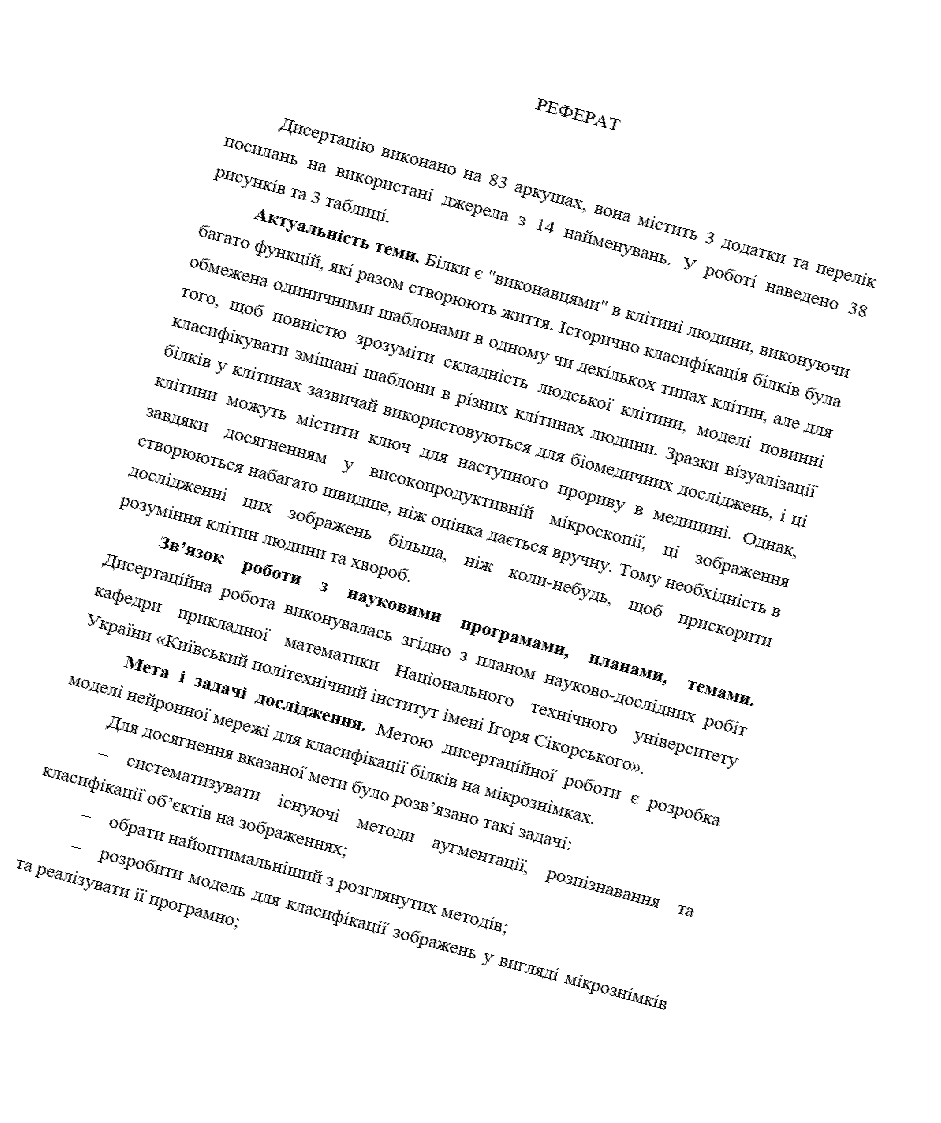 РЕФЕРАТ
Дисертацію виконано на 83 аркушах, вона містить 3 додатки та перелік
посилань на використані джерела з 14 найменувань. У роботі наведено 38
рисунків та 3 таблиці.
Актуальність теми. Білки є "виконавцями" в клітині людини, виконуючи
багато функцій, які разом створюють життя. Історично класифікація білків була
обмежена одиничними шаблонами в одному чи декількох типах клітин, але для
того, щоб повністю зрозуміти складність людської клітини, моделі повинні
класифікувати змішані шаблони в різних клітинах людини. Зразки візуалізації
білків у клітинах зазвичай використовуються для біомедичних досліджень, і ці
клітини можуть містити ключ для наступного прориву в медицині. Однак,
завдяки досягненням у високопродуктивній мікроскопії, ці зображення
створюються набагато швидше, ніж оцінка дається вручну. Тому необхідність в
дослідженні цих зображень більша, ніж коли-небудь, щоб прискорити
розуміння клітин людини та хвороб.
Зв’язок роботи з науковими програмами, планами, темами.
Дисертаційна робота виконувалась згідно з планом науково-дослідних робіт
кафедри прикладної математики Національного технічного університету
України «Київський політехнічний інститут імені Ігоря Сікорського».
Мета і задачі дослідження. Метою дисертаційної роботи є розробка
моделі нейронної мережі для класифікації білків на мікрознімках.
Для досягнення вказаної мети було розв’язано такі задачі:
– систематизувати існуючі методи аугментації, розпізнавання та
класифікації об’єктів на зображеннях;
– обрати найоптимальніший з розглянутих методів;
– розробити модель для класифікації зображень у вигляді мікрознімків
та реалізувати її програмно;